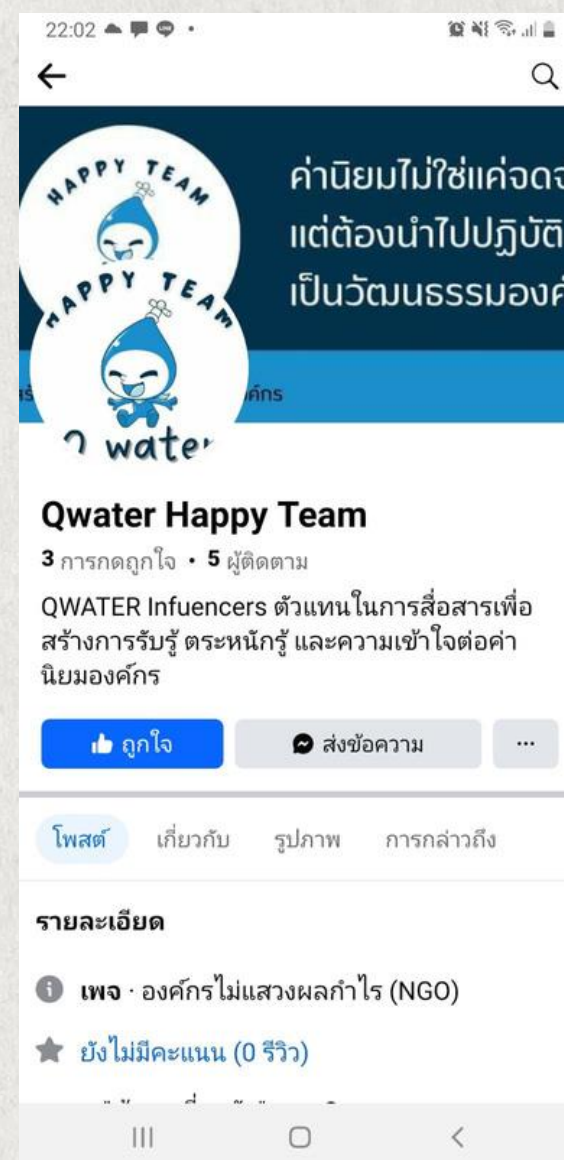 22:02
HAPPY TEAM
ค่านิยมไม่ใช่แค่จดจ
แต่ต้องนำไปปฏิบัติ
เป็นวัฒนธรรมองค์
HAPPY TEAM
ค์กร
Q water
Qwater Happy Team
3 การกดถูกใจ • 5 ผู้ติดตาม
QWATER Infuencers ตัวแทนในการสื่อสารเพื่อ
สร้างการรับรู้ ตระหนักรู้ และความเข้าใจต่อค่า
นิยมองค์กร
ถูกใจ
ส่งข้อความ
โพสต์ เกี่ยวกับ รูปภาพ การกล่าวถึง
รายละเอียด
เพจ · องค์กรไม่แสวงผลกำไร (NGO)
ยังไม่มีคะแนน (0 รีวิว)